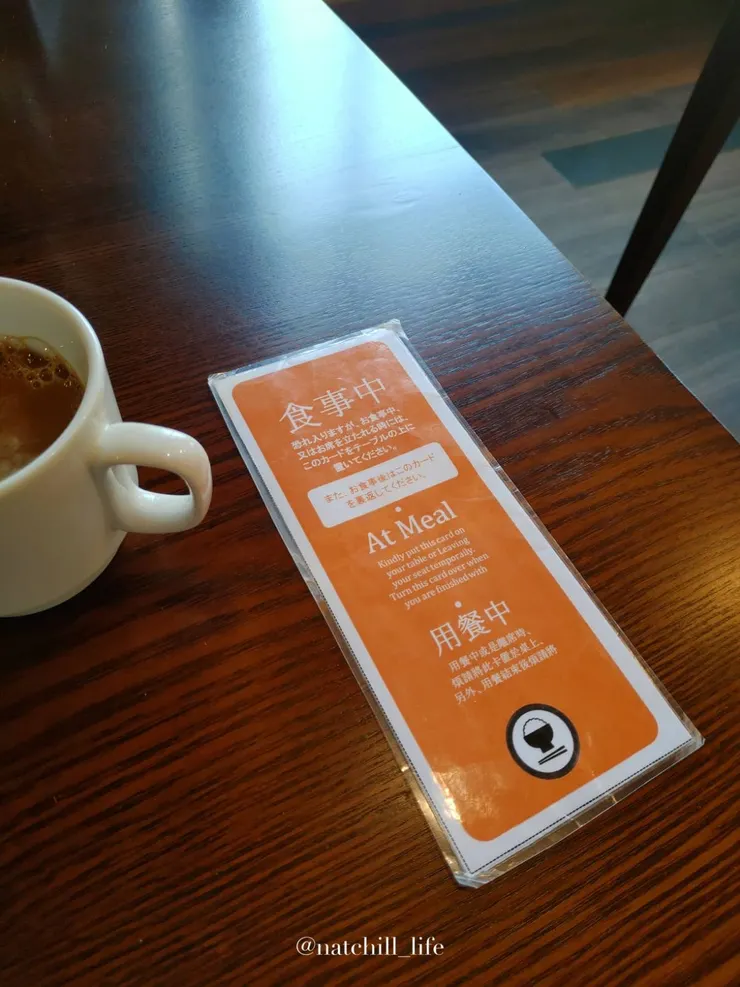 食事中
恐れ入りますが、お食事中、
又はお席を立たれる時には、
このカードをテーブルの上に
置いてください。
また、お食事後はこのカード
を裏返してください。
At Meal
Kindly put this card on
your table or Leaving
your seat temporaily.
Turn this card over when
you are finished with
用餐中
用餐中或是離席時、
煩請將此卡置於桌上。
另外、用餐結束後煩請將
@natchill_life